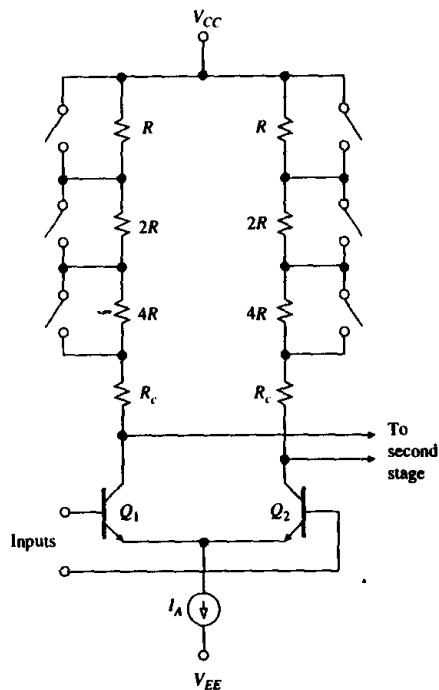 V_CC
R R
2R 2R
4R 4R
R_c R_c
To
second
stage
Q_1 Q_2
Inputs
I_A
V_EE